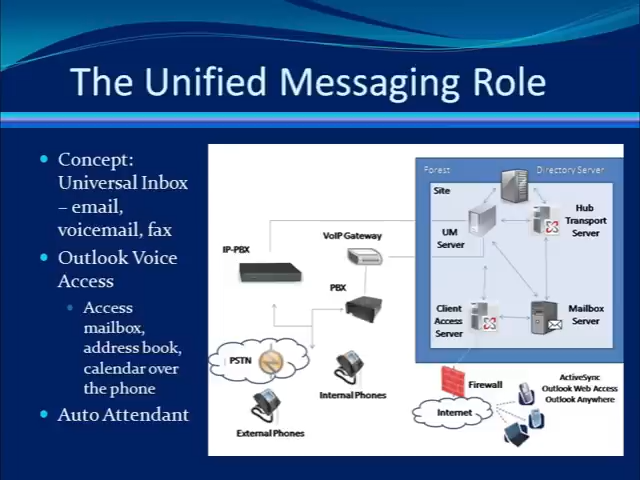 The Unified Messaging Role
Concept:
Universal Inbox
– email,
voicemail, fax
Outlook Voice
Access
Access
mailbox,
address book,
calendar over
the phone
Auto Attendant
Forest
Directory Server
Site
UM
Server
Hub
Transport
Server
VoIP Gateway
IP-PBX
PBX
Client
Access
Server
Mailbox
Server
PSTN
Internal Phones
External Phones
Firewall
Internet
ActiveSync
Outlook Web Access
Outlook Anywhere